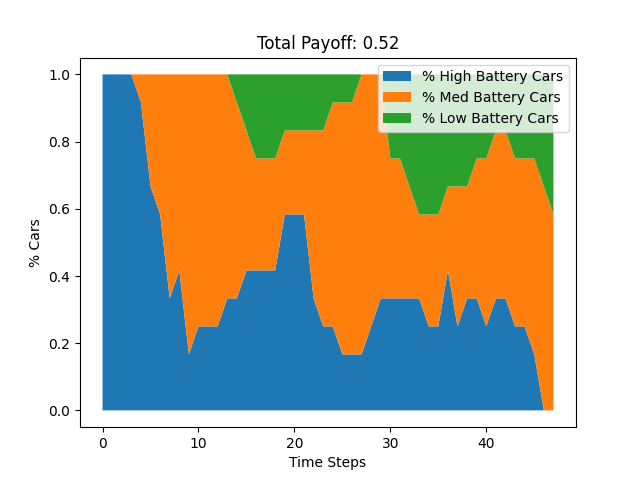 Total Payoff: 0.52
% High Battery Cars
% Med Battery Cars
% Low Battery Cars
% Cars
1.0
0.8
0.6
0.4
0.2
0.0
0 10 20 30 40
Time Steps